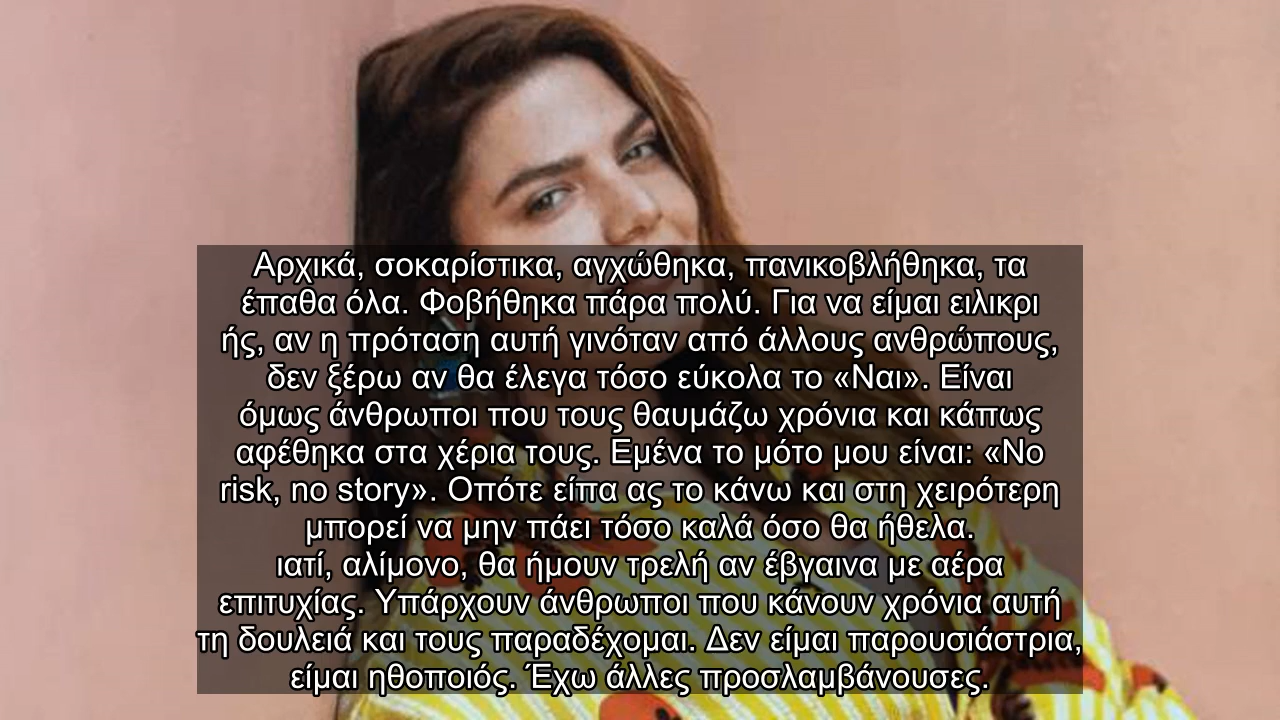 Αρχικά, σοκαρίστικα, αγχώθηκα, πανικοβλήθηκα, τα
έπαθα όλα. Φοβήθηκα πάρα πολύ. Για να είμαι ειλικρι
ής, αν η πρόταση αυτή γινόταν από άλλους ανθρώπους,
δεν ξέρω αν θα έλεγα τόσο εύκολα το «Ναι». Είναι
όμως άνθρωποι που τους θαυμάζω χρόνια και κάπως
αφέθηκα στα χέρια τους. Εμένα το μότο μου είναι: «No
risk, no story». Οπότε είπα ας το κάνω και στη χειρότερη
μπορεί να μην πάει τόσο καλά όσο θα ήθελα.
ιατί, αλίμονο, θα ήμουν τρελή αν έβγαινα με αέρα
επιτυχίας. Υπάρχουν άνθρωποι που κάνουν χρόνια αυτή
τη δουλειά και τους παραδέχομαι. Δεν είμαι παρουσιάστρια,
είμαι ηθοποιός. Έχω άλλες προσλαμβάνουσες.